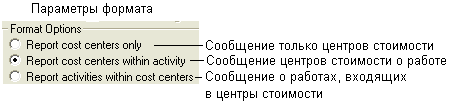 Параметры формата
Format Options
Report cost centers only
Сообщение только центров стоимости
Report cost centers within activity
Сообщение центров стоимости о работе
Report activities within cost centers
Сообщение о работах, входящих
в центры стоимости